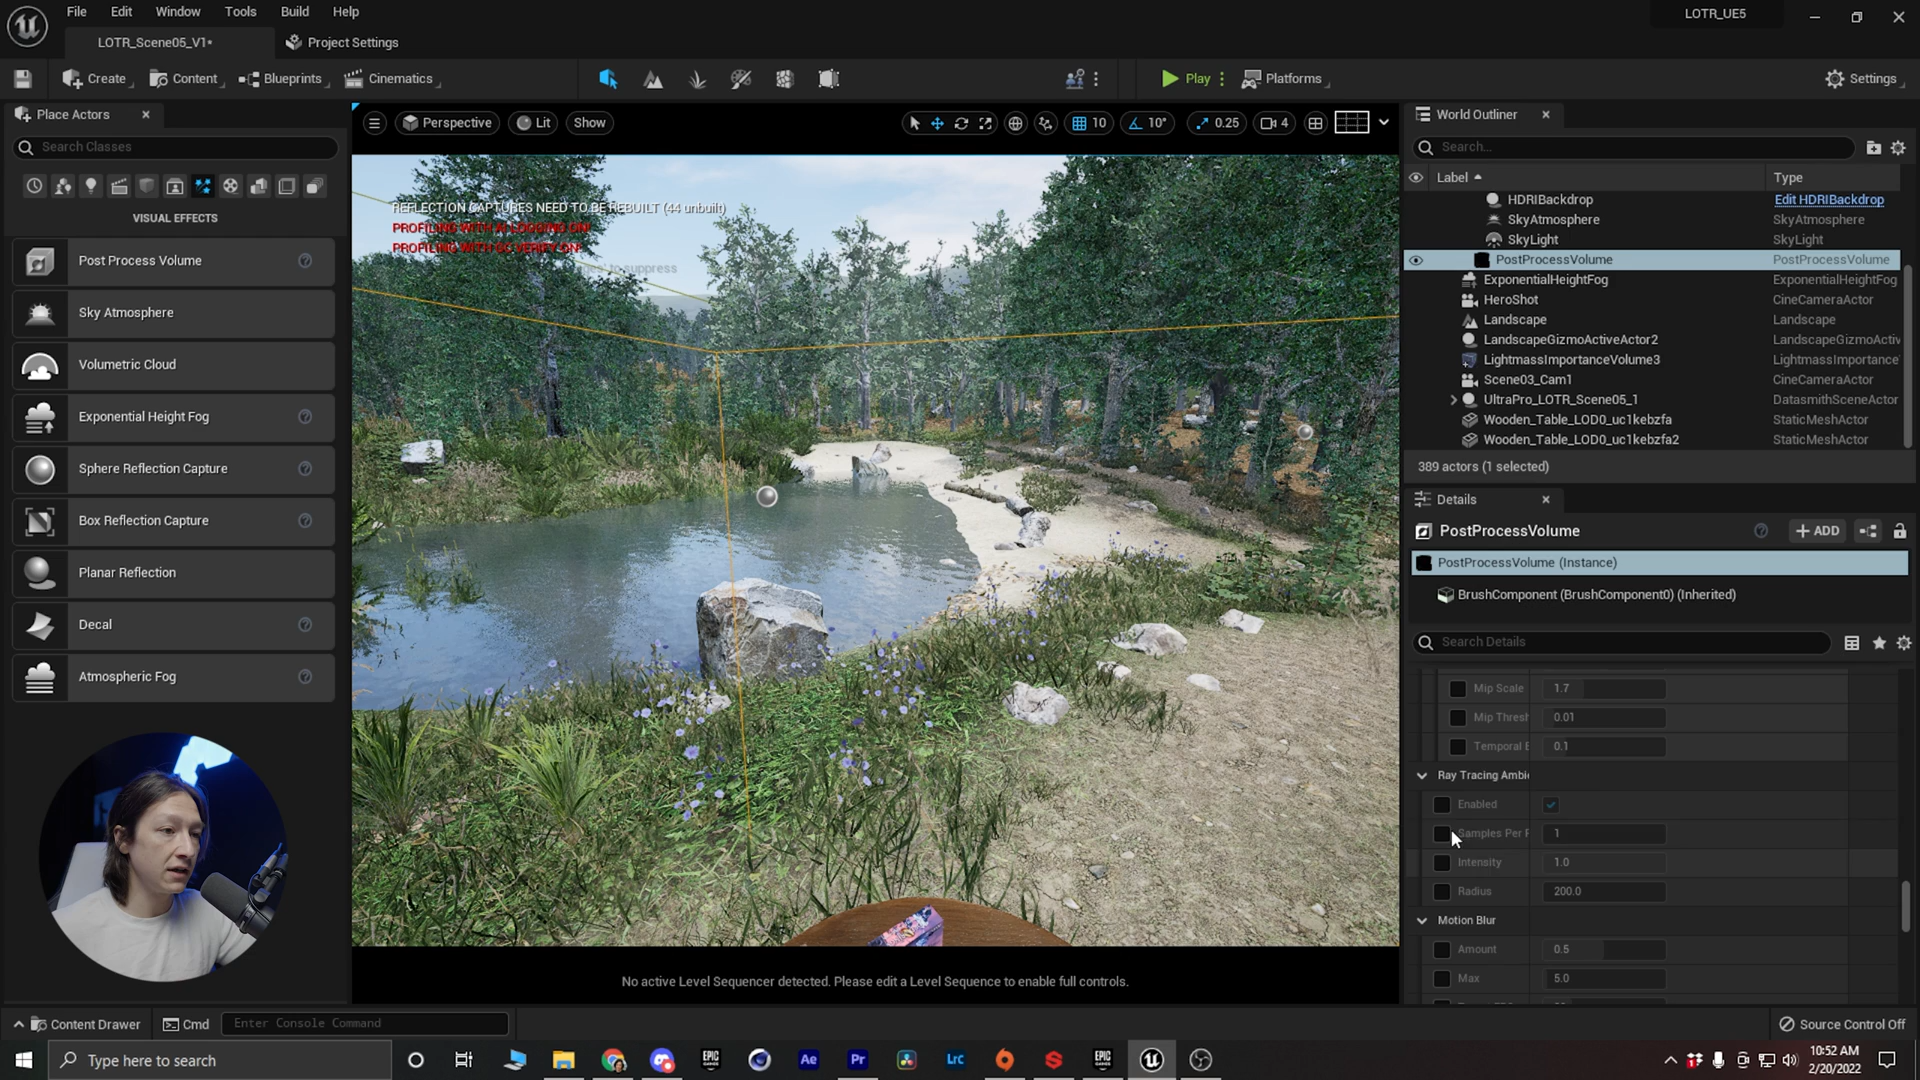 File Edit Window Tools Build Help
LOTR_UE5
LOTR_Scene05_V1*
Project Settings
Create
Content
Blueprints
Cinematics
Play
Platforms
Settings
Place Actors
Search Classes
VISUAL EFFECTS
Post Process Volume
Sky Atmosphere
Volumetric Cloud
Exponential Height Fog
Sphere Reflection Capture
Box Reflection Capture
Planar Reflection
Decal
Atmospheric Fog
Perspective
Lit
Show
10
10°
0.25
4
REFLECTION CAPTURES NEED TO BE REBUILT (44 unbuilt)
PROFILING WITH AI LOGGING ON!
PROFILING WITH GC VERIFY ON!
to suppress
No active Level Sequencer detected. Please edit a Level Sequence to enable full controls.
World Outliner
Search...
Label Type
HDRIBackdrop Edit HDRIBackdrop
SkyAtmosphere SkyAtmosphere
SkyLight SkyLight
PostProcessVolume PostProcessVolume
ExponentialHeightFog ExponentialHeightFog
HeroShot CineCameraActor
Landscape Landscape
LandscapeGizmoActiveActor2 LandscapeGizmoActiv
LightmassImportanceVolume3 LightmassImportance
Scene03_Cam1 CineCameraActor
UltraPro_LOTR_Scene05_1 DatasmithSceneActor
Wooden_Table_LOD0_uc1kebzfa StaticMeshActor
Wooden_Table_LOD0_uc1kebzfa2 StaticMeshActor
389 actors (1 selected)
Details
PostProcessVolume
+ ADD
PostProcessVolume (Instance)
BrushComponent (BrushComponent0) (Inherited)
Search Details
Mip Scale 1.7
Mip Thresh 0.01
Temporal B 0.1
Ray Tracing Ambi
Enabled
Samples Per P 1
Intensity 1.0
Radius 200.0
Motion Blur
Amount 0.5
Max 5.0
Content Drawer
Cmd
Enter Console Command
Source Control Off
Type here to search
EPIC GAMES
Ae
Pr
Lrc
EPIC GAMES
10:52 AM
2/20/2022